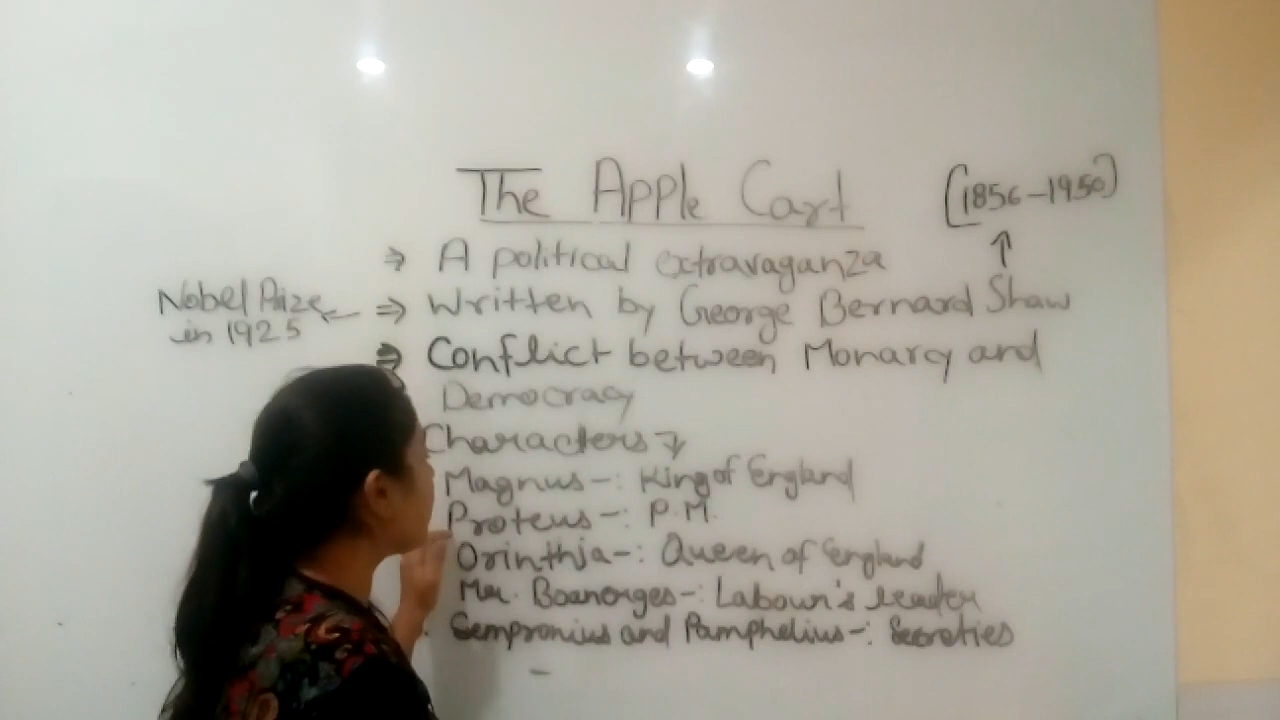 The Apple Cart
[1856-1950]
⇒ A political extravaganza
Nobel Prize
in 1925
⇒ Written by George Bernard Shaw
⇒ Conflict between Monarcy and
Democracy
Characters
Magnus-: King of England
Proteus-: P.M.
Orinthia-: Queen of England
Mr. Boanorges-: Labour's leader
Sempronius and Pamphelius-: Secreties